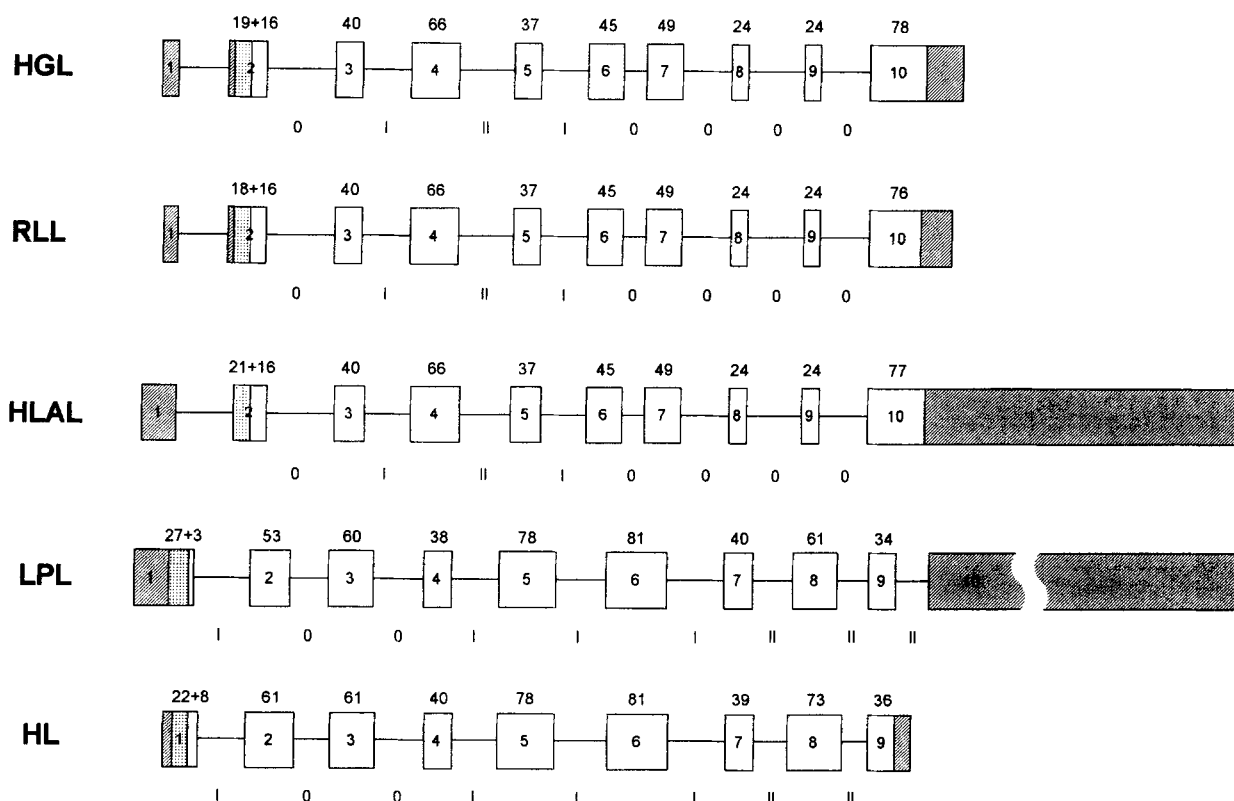 19+16 40 66 37 45 49 24 24 78
HGL 1 2 3 4 5 6 7 8 9 10
0 I II I 0 0 0 0
18+16 40 66 37 45 49 24 24 76
RLL 1 2 3 4 5 6 7 8 9 10
0 I II I 0 0 0 0
21+16 40 66 37 45 49 24 24 77
HLAL 1 2 3 4 5 6 7 8 9 10
0 I II I 0 0 0 0
27+3 53 60 38 78 81 40 61 34
LPL 1 2 3 4 5 6 7 8 9 10
I 0 0 I I I II II II
22+8 61 61 40 78 81 39 73 36
HL 1 2 3 4 5 6 7 8 9
I 0 0 I I I II II